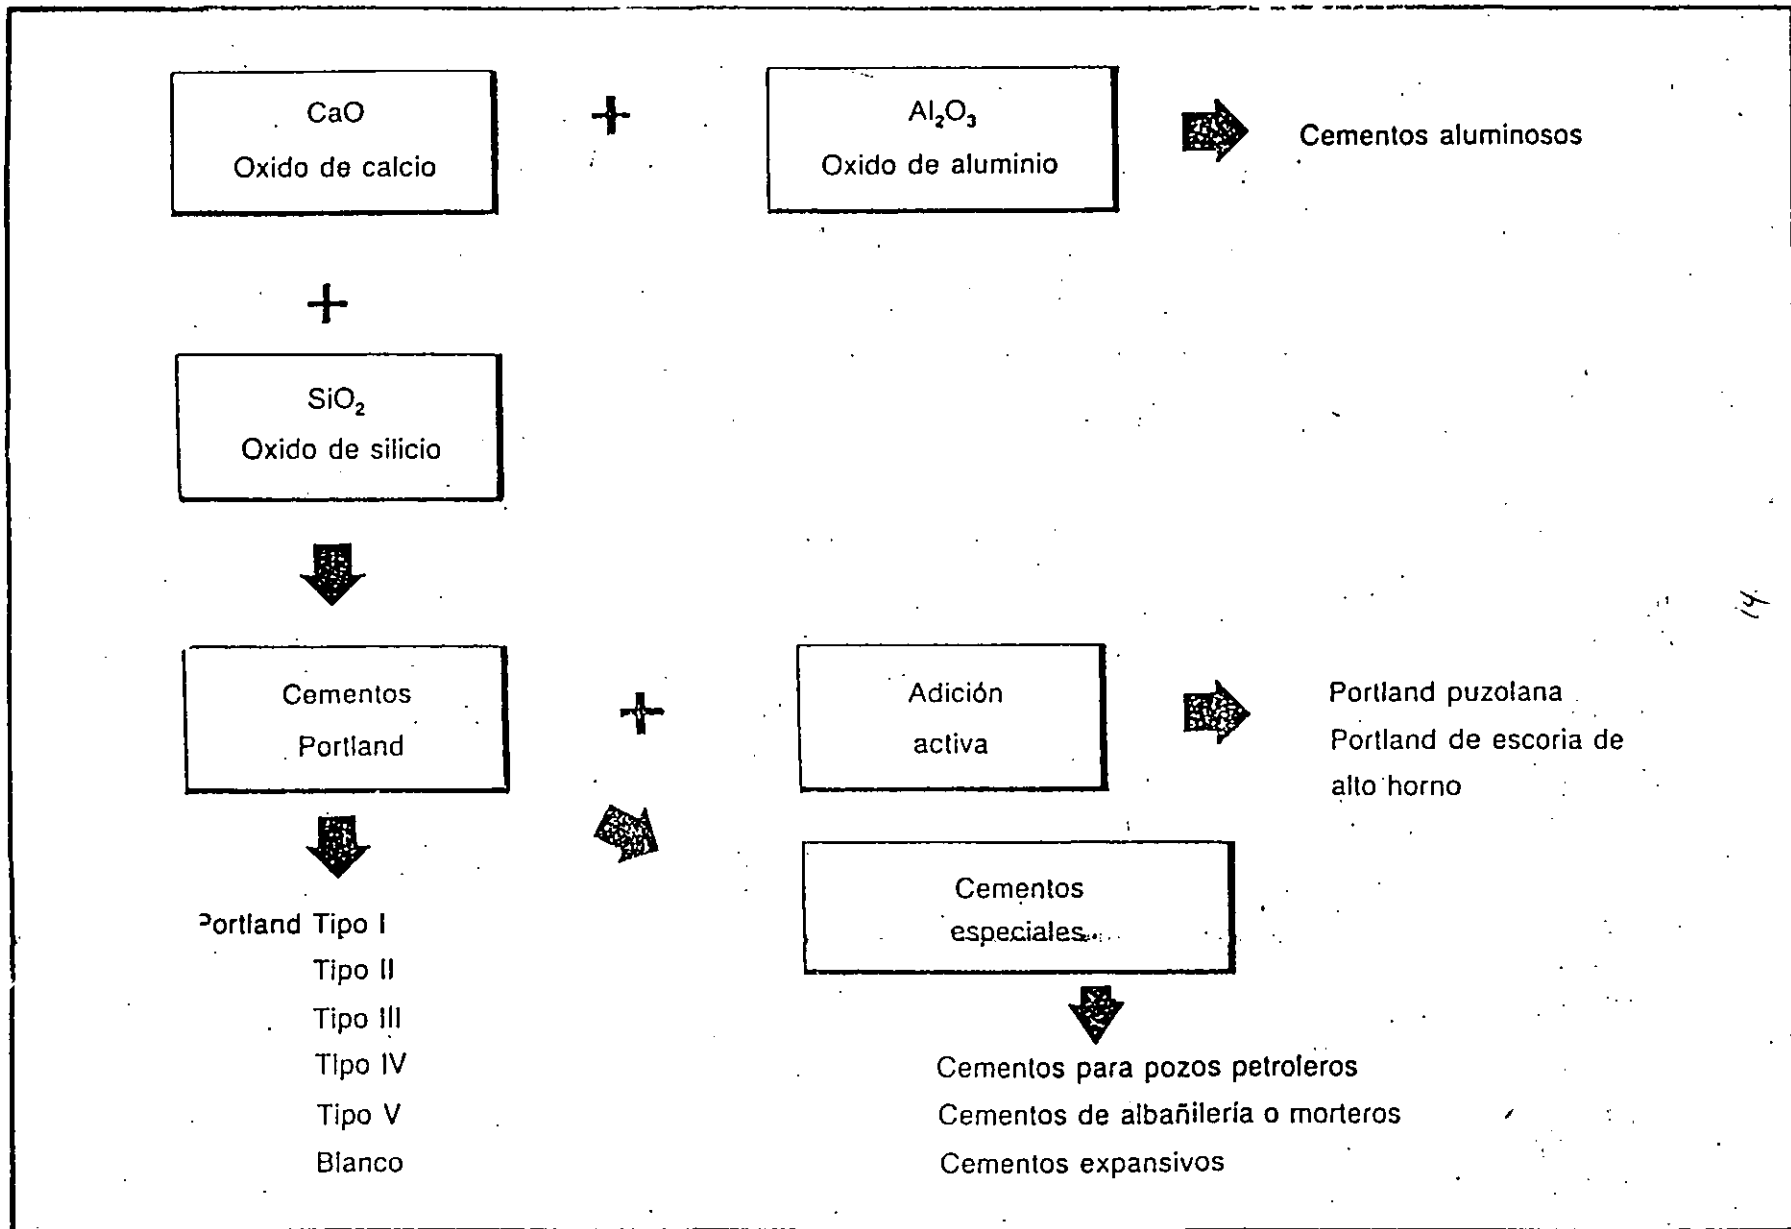 CaO
Oxido de calcio
+
Al₂O₃
Oxido de aluminio
Cementos aluminosos
+
SiO₂
Oxido de silicio
Cementos
Portland
+
Adición
activa
Portland puzolana
Portland de escoria de
alto horno
Portland Tipo I
Tipo II
Tipo III
Tipo IV
Tipo V
Blanco
Cementos
especiales
Cementos para pozos petroleros
Cementos de albañilería o morteros
Cementos expansivos
14